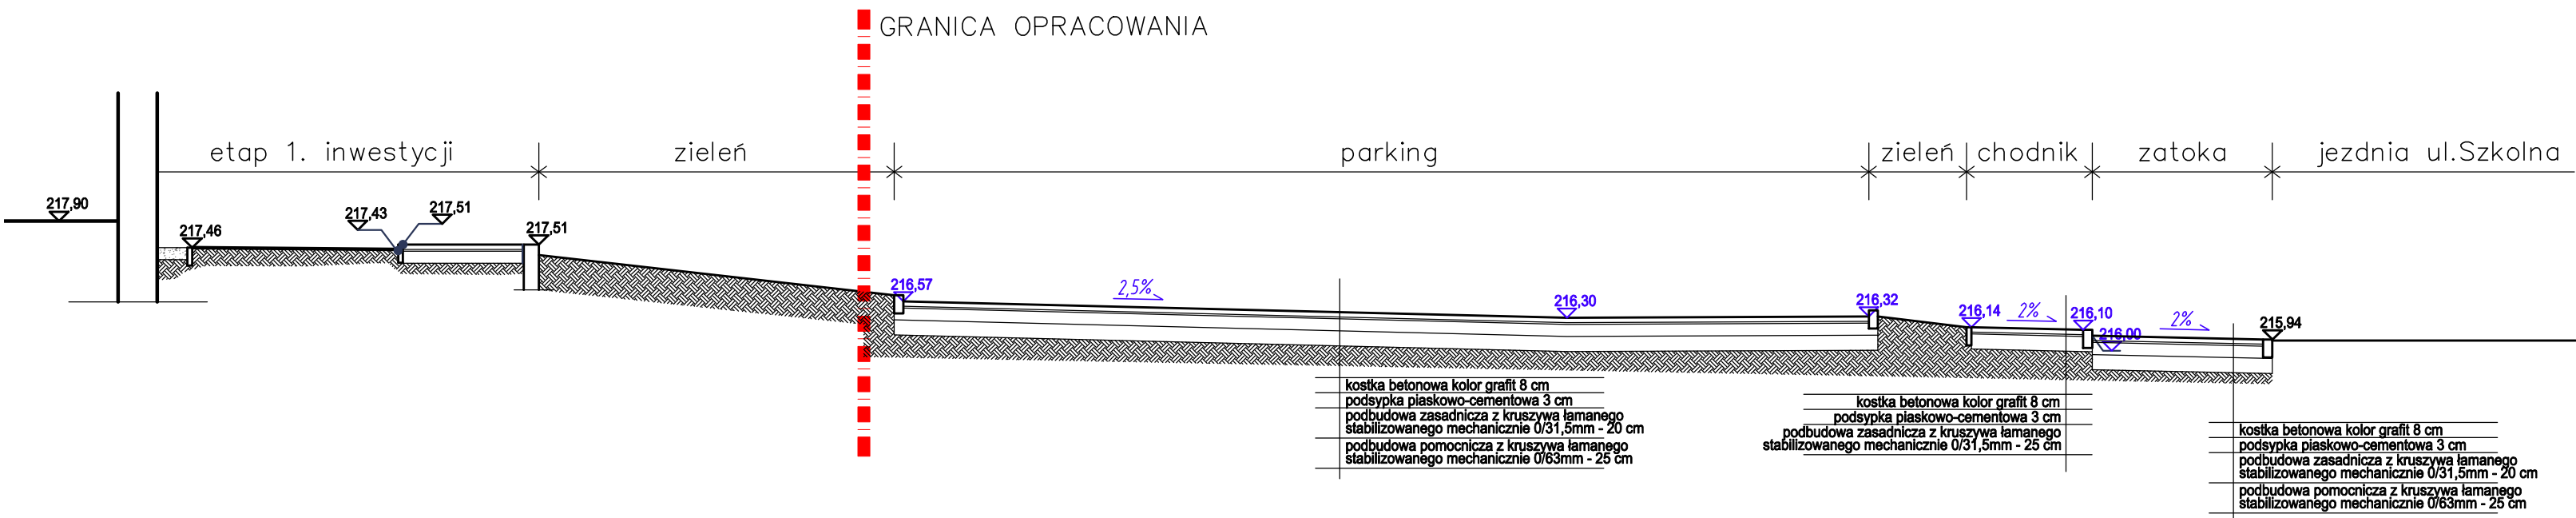 GRANICA OPRACOWANIA
etap 1. inwestycji
zieleń
parking
zieleń
chodnik
zatoka
jezdnia ul.Szkolna
217,90
217,46
217,43
217,51
217,51
216,57
2,5%
216,30
216,32
216,14
2%
216,10
216,00
2%
215,94
kostka betonowa kolor grafit 8 cm
podsypka piaskowo-cementowa 3 cm
podbudowa zasadnicza z kruszywa łamanego
stabilizowanego mechanicznie 0/31,5mm - 20 cm
podbudowa pomocnicza z kruszywa łamanego
stabilizowanego mechanicznie 0/63mm - 25 cm
kostka betonowa kolor grafit 8 cm
podsypka piaskowo-cementowa 3 cm
podbudowa zasadnicza z kruszywa łamanego
stabilizowanego mechanicznie 0/31,5mm - 25 cm
kostka betonowa kolor grafit 8 cm
podsypka piaskowo-cementowa 3 cm
podbudowa zasadnicza z kruszywa łamanego
stabilizowanego mechanicznie 0/31,5mm - 20 cm
podbudowa pomocnicza z kruszywa łamanego
stabilizowanego mechanicznie 0/63mm - 25 cm